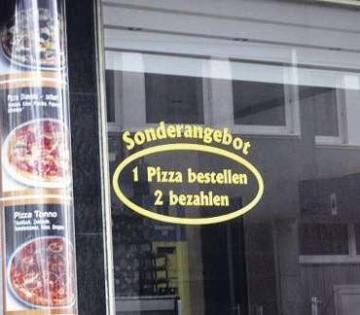 Sonderangebot
1 Pizza bestellen
2 bezahlen
Pizza Tonno